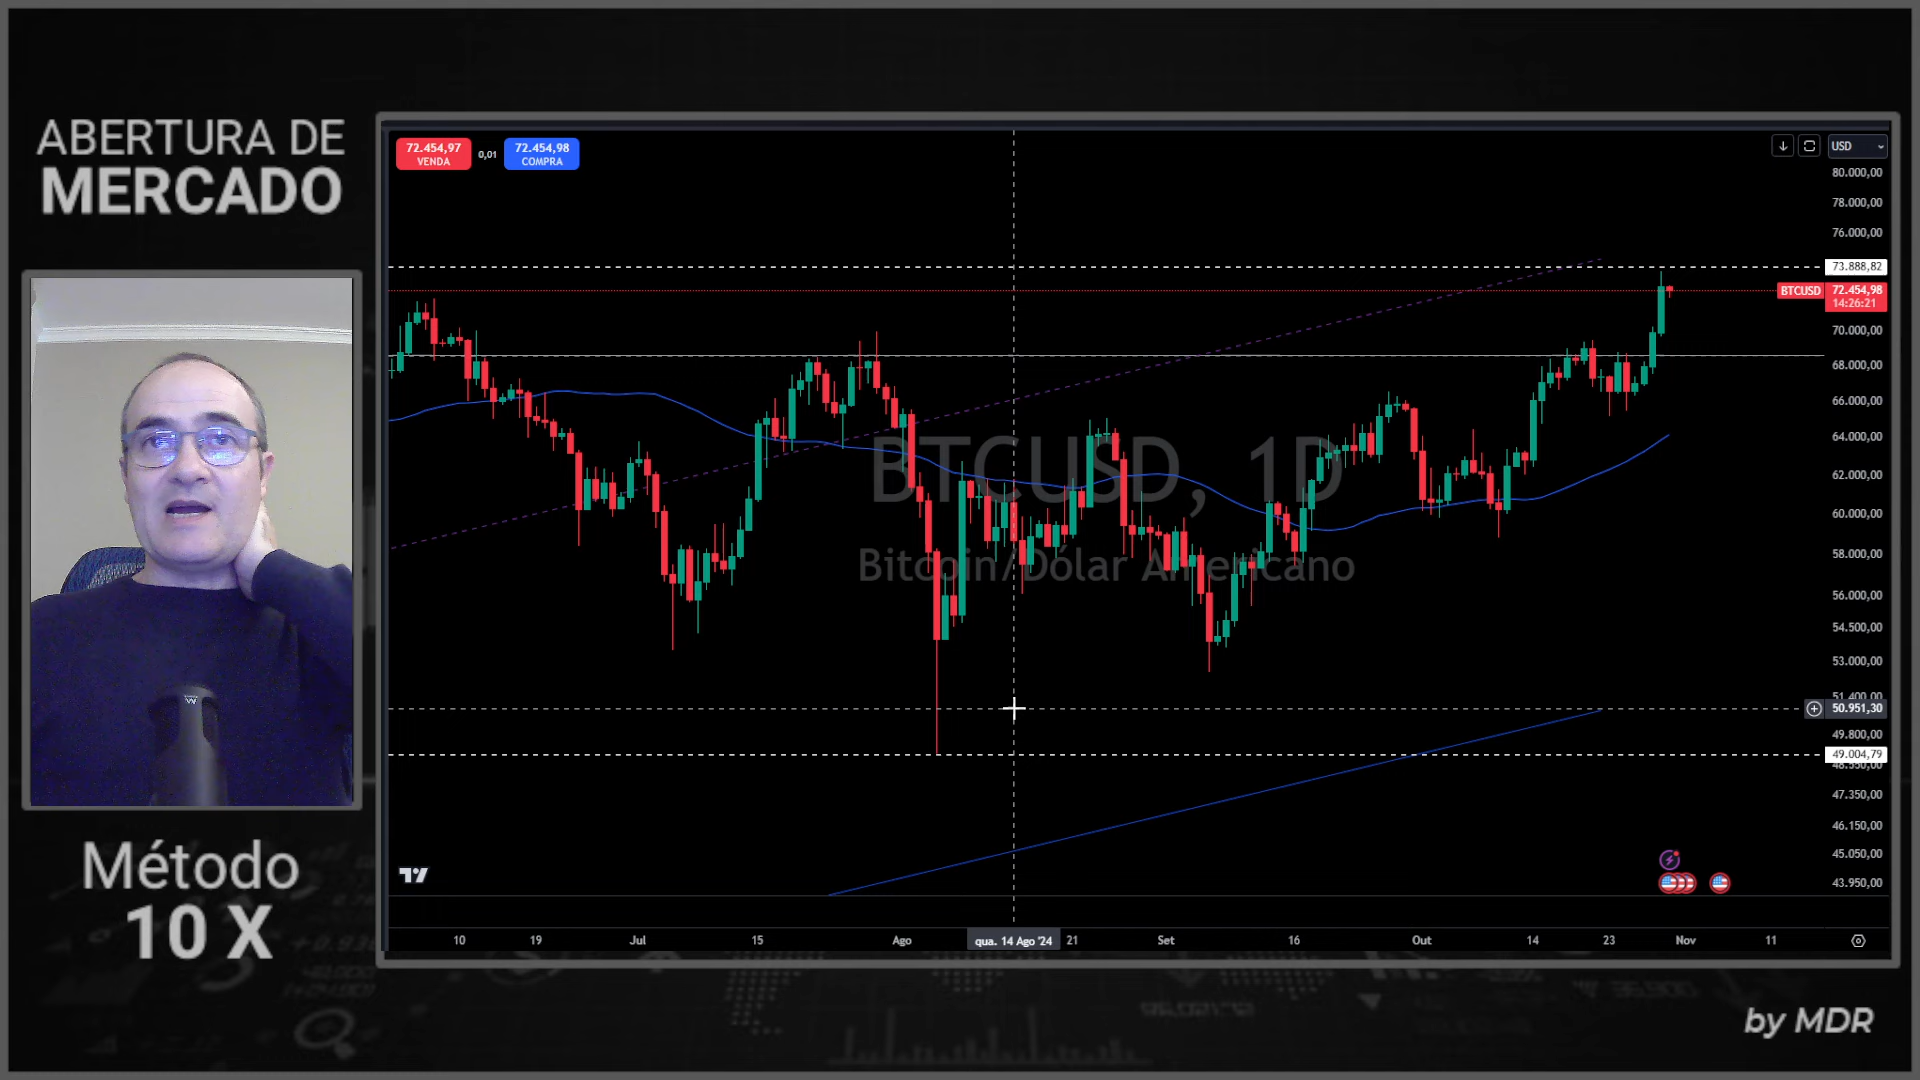 ABERTURA DE
MERCADO
Método
10 X
by MDR
72.454,97
VENDA
0,01
72.454,98
COMPRA
USD
BTCUSD, 1D
Bitcoin/Dólar Americano
80.000,00
78.000,00
76.000,00
73.888,82
BTCUSD
72.454,98
14:26:21
70.000,00
68.000,00
66.000,00
64.000,00
62.000,00
60.000,00
58.000,00
56.000,00
54.500,00
53.000,00
51.400,00
50.951,30
49.800,00
49.004,79
47.350,00
46.150,00
45.050,00
43.950,00
10
19
Jul
15
Ago
qua. 14 Ago '24
21
Set
16
Out
14
23
Nov
11